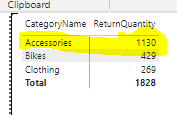 Clipboard
CategoryName ReturnQuantity
Accessories 1130
Bikes 429
Clothing 269
Total 1828